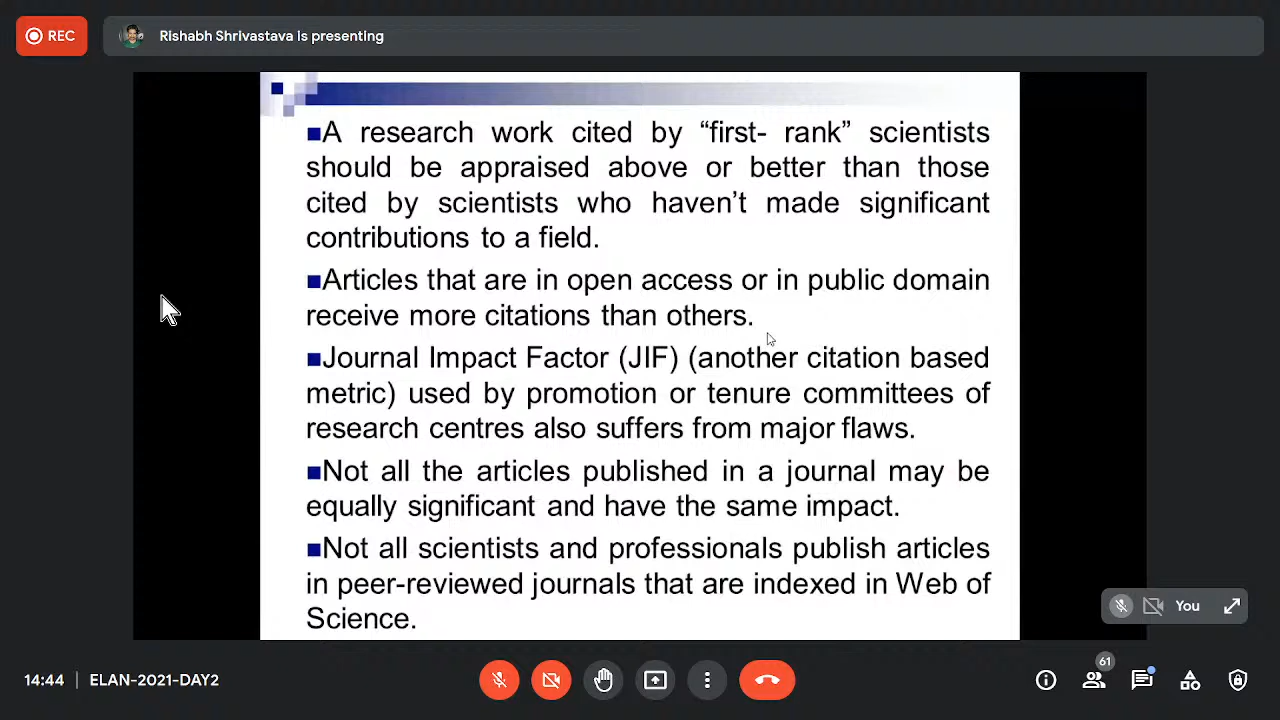 REC
Rishabh Shrivastava is presenting
A research work cited by “first- rank” scientists
should be appraised above or better than those
cited by scientists who haven’t made significant
contributions to a field.
Articles that are in open access or in public domain
receive more citations than others.
Journal Impact Factor (JIF) (another citation based
metric) used by promotion or tenure committees of
research centres also suffers from major flaws.
Not all the articles published in a journal may be
equally significant and have the same impact.
Not all scientists and professionals publish articles
in peer-reviewed journals that are indexed in Web of
Science.
You
61
14:44 | ELAN-2021-DAY2